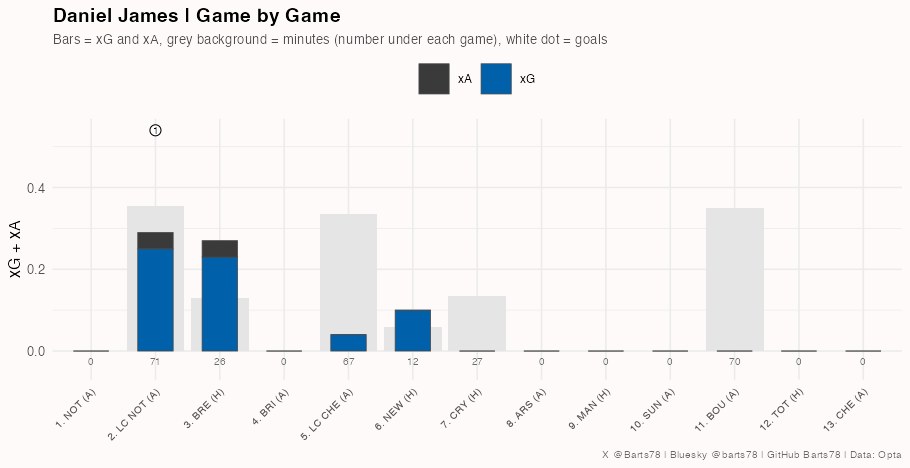 Daniel James | Game by Game
Bars = xG and xA, grey background = minutes (number under each game), white dot = goals
xA xG
1
xG + xA
0.4
0.2
0.0
0 71 26 0 67 12 27 0 0 0 70 0 0
1. NOT (A)
2. LC NOT (A)
3. BRE (H)
4. BRI (A)
5. LC CHE (A)
6. NEW (H)
7. CRY (H)
8. ARS (A)
9. MAN (H)
10. SUN (A)
11. BOU (A)
12. TOT (H)
13. CHE (A)
X @Barts78 | Bluesky @barts78 | GitHub Barts78 | Data: Opta